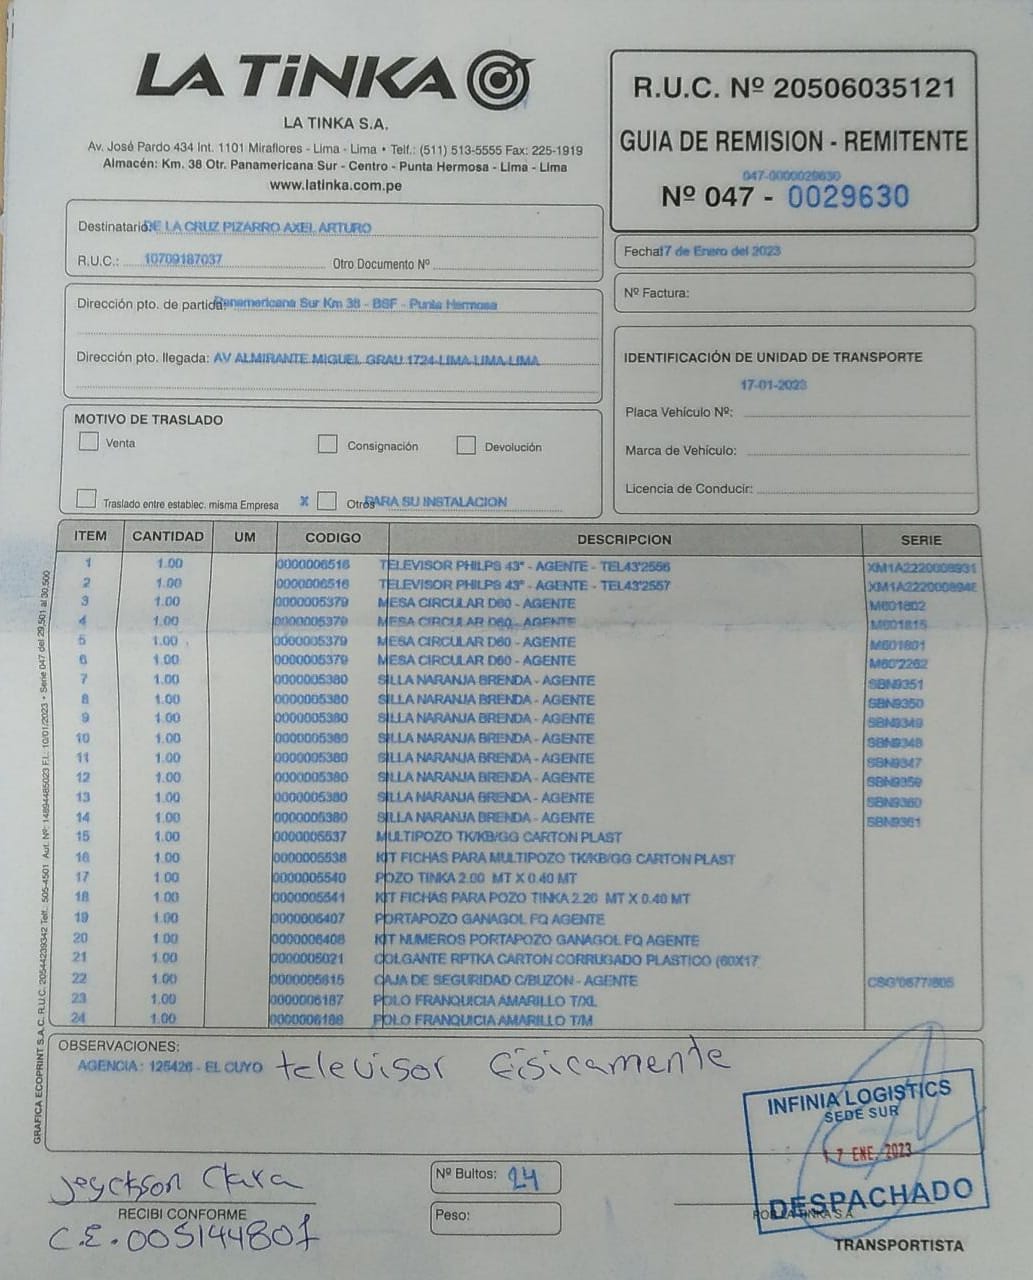 LA TiNKA
LA TINKA S.A.
Av. José Pardo 434 Int. 1101 Miraflores - Lima - Lima • Telf.: (511) 513-5555 Fax: 225-1919
Almacén: Km. 38 Otr. Panamericana Sur - Centro - Punta Hermosa - Lima - Lima
www.latinka.com.pe
R.U.C. Nº 20506035121
GUIA DE REMISION - REMITENTE
047-0000029630
Nº 047 - 0029630
Destinatario: DE LA CRUZ PIZARRO AXEL ARTURO
R.U.C.: 10709187037 Otro Documento Nº
Fecha: 17 de Enero del 2023
Nº Factura:
Dirección pto. de partida: Panamericana Sur Km 38 - BSF - Punta Hermosa
Dirección pto. llegada: AV ALMIRANTE MIGUEL GRAU 1724-LIMA-LIMA-LIMA
IDENTIFICACIÓN DE UNIDAD DE TRANSPORTE
17-01-2023
Placa Vehículo Nº:
Marca de Vehículo:
Licencia de Conducir:
MOTIVO DE TRASLADO
Venta Consignación Devolución
Traslado entre establec. misma Empresa X Otros PARA SU INSTALACION
ITEM CANTIDAD UM CODIGO DESCRIPCION SERIE
1 1.00 0000006516 TELEVISOR PHILPS 43" - AGENTE - TEL43'2556 XM1A2220008931
2 1.00 0000006516 TELEVISOR PHILPS 43" - AGENTE - TEL43'2557 XM1A222000894E
3 1.00 0000005379 MESA CIRCULAR D60 - AGENTE M601802
4 1.00 0000005379 MESA CIRCULAR D60 - AGENTE M601815
5 1.00 0000005379 MESA CIRCULAR D60 - AGENTE M601801
6 1.00 0000005379 MESA CIRCULAR D60 - AGENTE M60'2262
7 1.00 0000005380 SILLA NARANJA BRENDA - AGENTE SBN9351
8 1.00 0000005380 SILLA NARANJA BRENDA - AGENTE SBN9350
9 1.00 0000005380 SILLA NARANJA BRENDA - AGENTE SBN9349
10 1.00 0000005380 SILLA NARANJA BRENDA - AGENTE SBN9348
11 1.00 0000005380 SILLA NARANJA BRENDA - AGENTE SBN9347
12 1.00 0000005380 SILLA NARANJA BRENDA - AGENTE SBN9359
13 1.00 0000005380 SILLA NARANJA BRENDA - AGENTE SBN9360
14 1.00 0000005380 SILLA NARANJA BRENDA - AGENTE SBN9361
15 1.00 0000005537 MULTIPOZO TK/KB/GG CARTON PLAST
16 1.00 0000005538 KIT FICHAS PARA MULTIPOZO TK/KB/GG CARTON PLAST
17 1.00 0000005540 POZO TINKA 2.00 MT X 0.40 MT
18 1.00 0000005541 KIT FICHAS PARA POZO TINKA 2.20 MT X 0.40 MT
19 1.00 0000006407 PORTAPOZO GANAGOL FQ AGENTE
20 1.00 0000006408 KIT NUMEROS PORTAPOZO GANAGOL FQ AGENTE
21 1.00 0000005021 COLGANTE RPTKA CARTON CORRUGADO PLASTICO (60X17
22 1.00 0000005615 CAJA DE SEGURIDAD C/BUZON - AGENTE
23 1.00 0000006187 POLO FRANQUICIA AMARILLO T/XL
24 1.00 0000006188 POLO FRANQUICIA AMARILLO T/M
GRAFICA ECOPRINT S.A.C. R.U.C. 20544239342 Telf.: 505-4501 Aut. Nº: 14894485023 F.I.: 10/01/2023 • Serie 047 del 29,501 al 30,500
OBSERVACIONES:
AGENCIA : 125426 - EL CUYO televisor fisicamente
INFINIA LOGISTICS
SEDE SUR
17 ENE. 2023
DESPACHADO
Clara
RECIBI CONFORME
C.E. 005144801
Nº Bultos: 24
Peso:
POR LA TINKA S.A.
TRANSPORTISTA